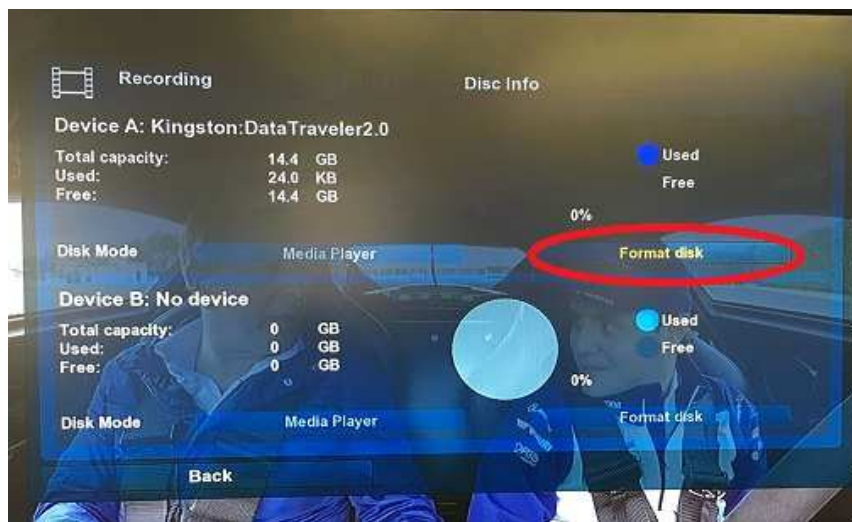 Recording
Disc Info
Device A: Kingston:DataTraveler2.0
Total capacity: 14.4 GB
Used: 24.0 KB
Free: 14.4 GB
Used
Free
0%
Disk Mode Media Player Format disk
Device B: No device
Total capacity: 0 GB
Used: 0 GB
Free: 0 GB
Used
Free
0%
Disk Mode Media Player Format disk
Back